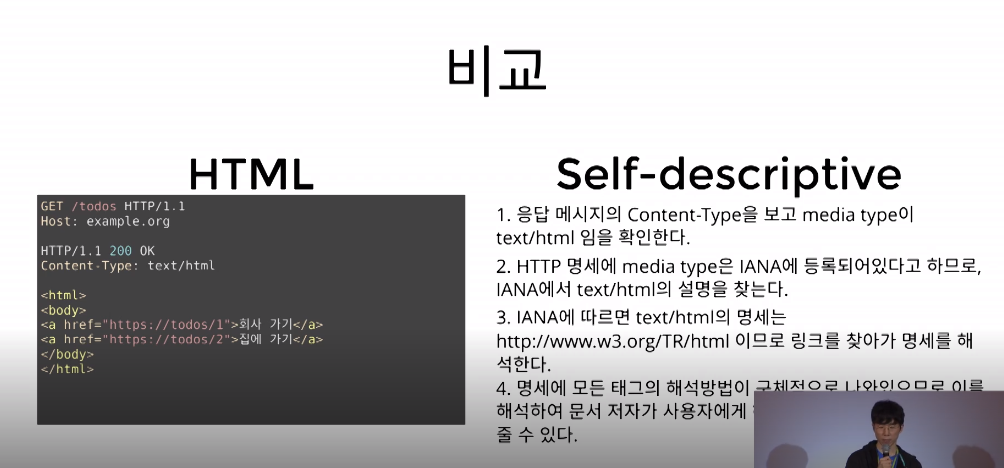 비교
HTML
GET /todos HTTP/1.1
Host: example.org
HTTP/1.1 200 OK
Content-Type: text/html
<html>
<body>
<a href="https://todos/1">회사 가기</a>
<a href="https://todos/2">집에 가기</a>
</body>
</html>
Self-descriptive
1. 응답 메시지의 Content-Type을 보고 media type이
text/html 임을 확인한다.
2. HTTP 명세에 media type은 IANA에 등록되어있다고 하므로,
IANA에서 text/html의 설명을 찾는다.
3. IANA에 따르면 text/html의 명세는
http://www.w3.org/TR/html 이므로 링크를 찾아가 명세를 해
석한다.
4. 명세에 모든 태그의 해석방법이 구체적으로 나와있으므로 이를
해석하여 문서 저자가 사용자에게
줄 수 있다.